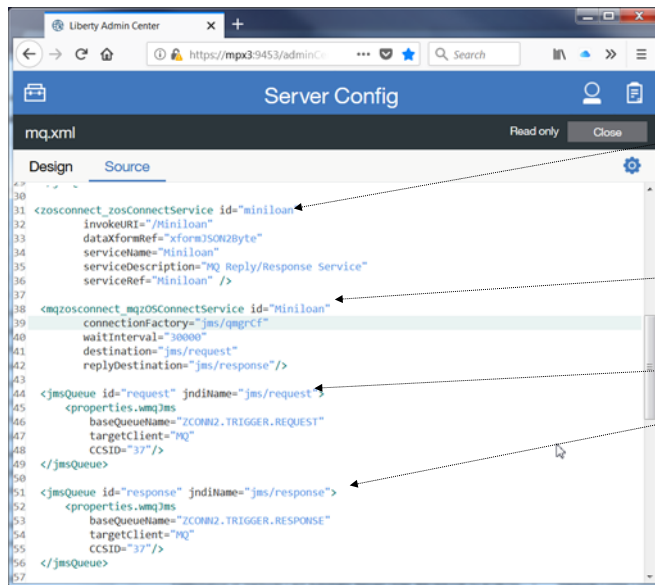 Liberty Admin Center
https://mpx3:9453/adminCe
Search
Server Config
mq.xml
Read only
Close
Design
Source
29
30
31 <zosconnect_zosConnectService id="miniloan"
32 invokeURI="/Miniloan"
33 dataXformRef="xformJSON2Byte"
34 serviceName="Miniloan"
35 serviceDescription="MQ Reply/Response Service"
36 serviceRef="Miniloan" />
37
38 <mqzosconnect_mqzOSConnectService id="Miniloan"
39 connectionFactory="jms/qmgrCf"
40 waitInterval="30000"
41 destination="jms/request"
42 replyDestination="jms/response"/>
43
44 <jmsQueue id="request" jndiName="jms/request">
45 <properties.wmqJms
46 baseQueueName="ZCONN2.TRIGGER.REQUEST"
47 targetClient="MQ"
48 CCSID="37"/>
49 </jmsQueue>
50
51 <jmsQueue id="response" jndiName="jms/response">
52 <properties.wmqJms
53 baseQueueName="ZCONN2.TRIGGER.RESPONSE"
54 targetClient="MQ"
55 CCSID="37"/>
56 </jmsQueue>
57